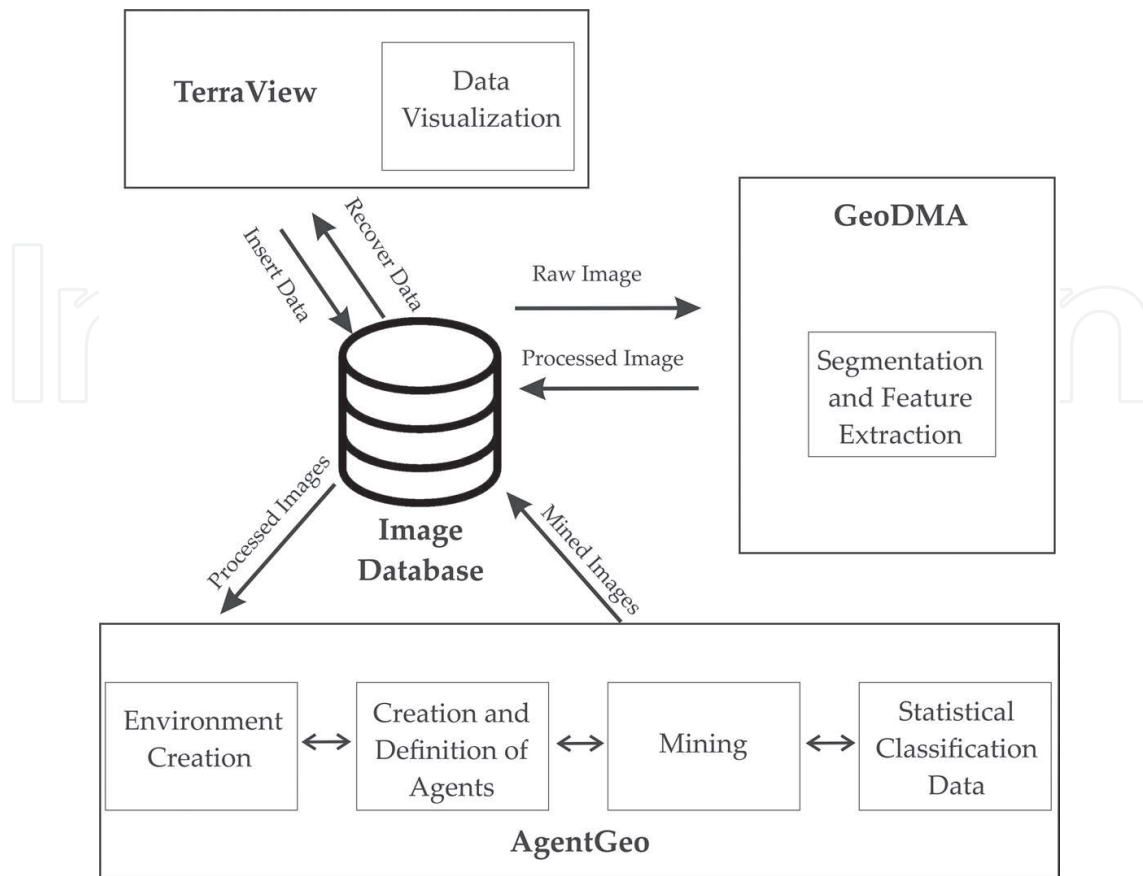 TerraView
Data
Visualization
GeoDMA
Segmentation
and Feature
Extraction
Insert Data
Recover Data
Raw Image
Processed Image
Image
Database
Processed Images
Mined Images
Environment
Creation
Creation and
Definition of
Agents
Mining
Statistical
Classification
Data
AgentGeo